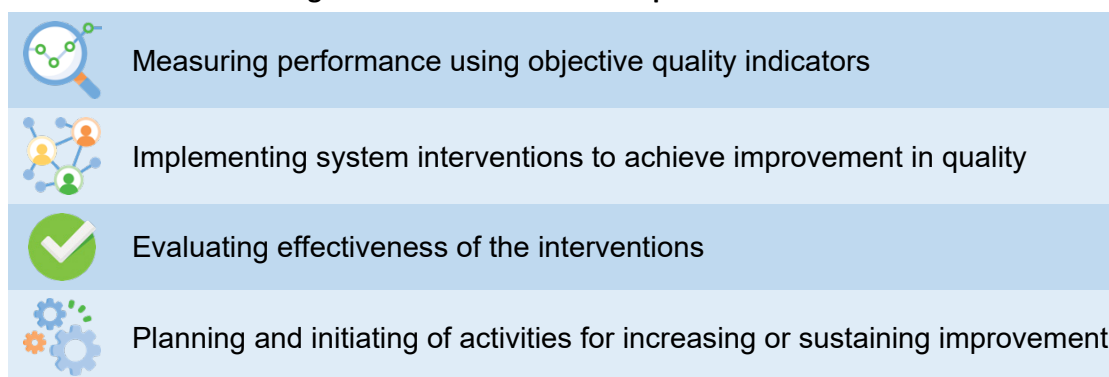 Measuring performance using objective quality indicators
Implementing system interventions to achieve improvement in quality
Evaluating effectiveness of the interventions
Planning and initiating of activities for increasing or sustaining improvement